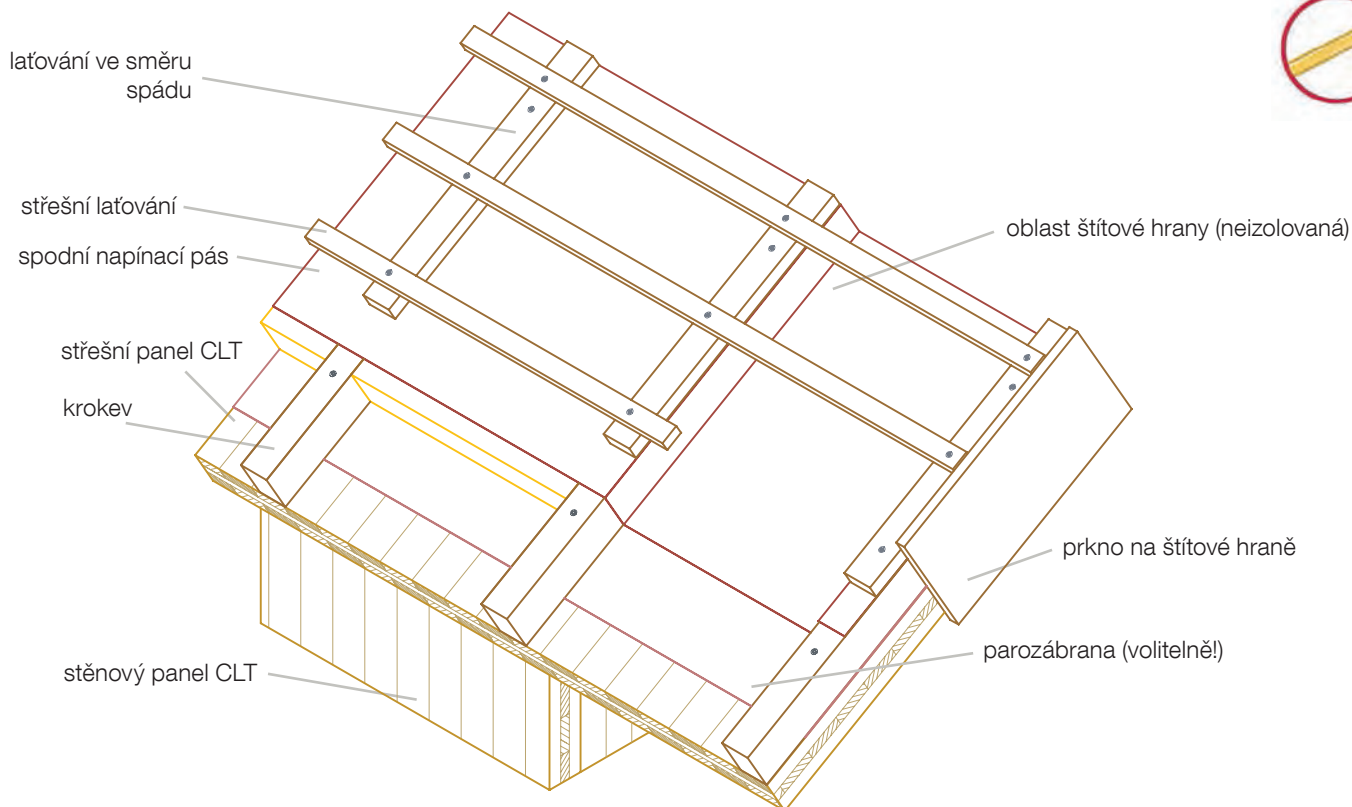 laťování ve směru
spádu
střešní laťování
spodní napínací pás
střešní panel CLT
krokev
stěnový panel CLT
oblast štítové hrany (neizolovaná)
prkno na štítové hraně
parozábrana (volitelně!)